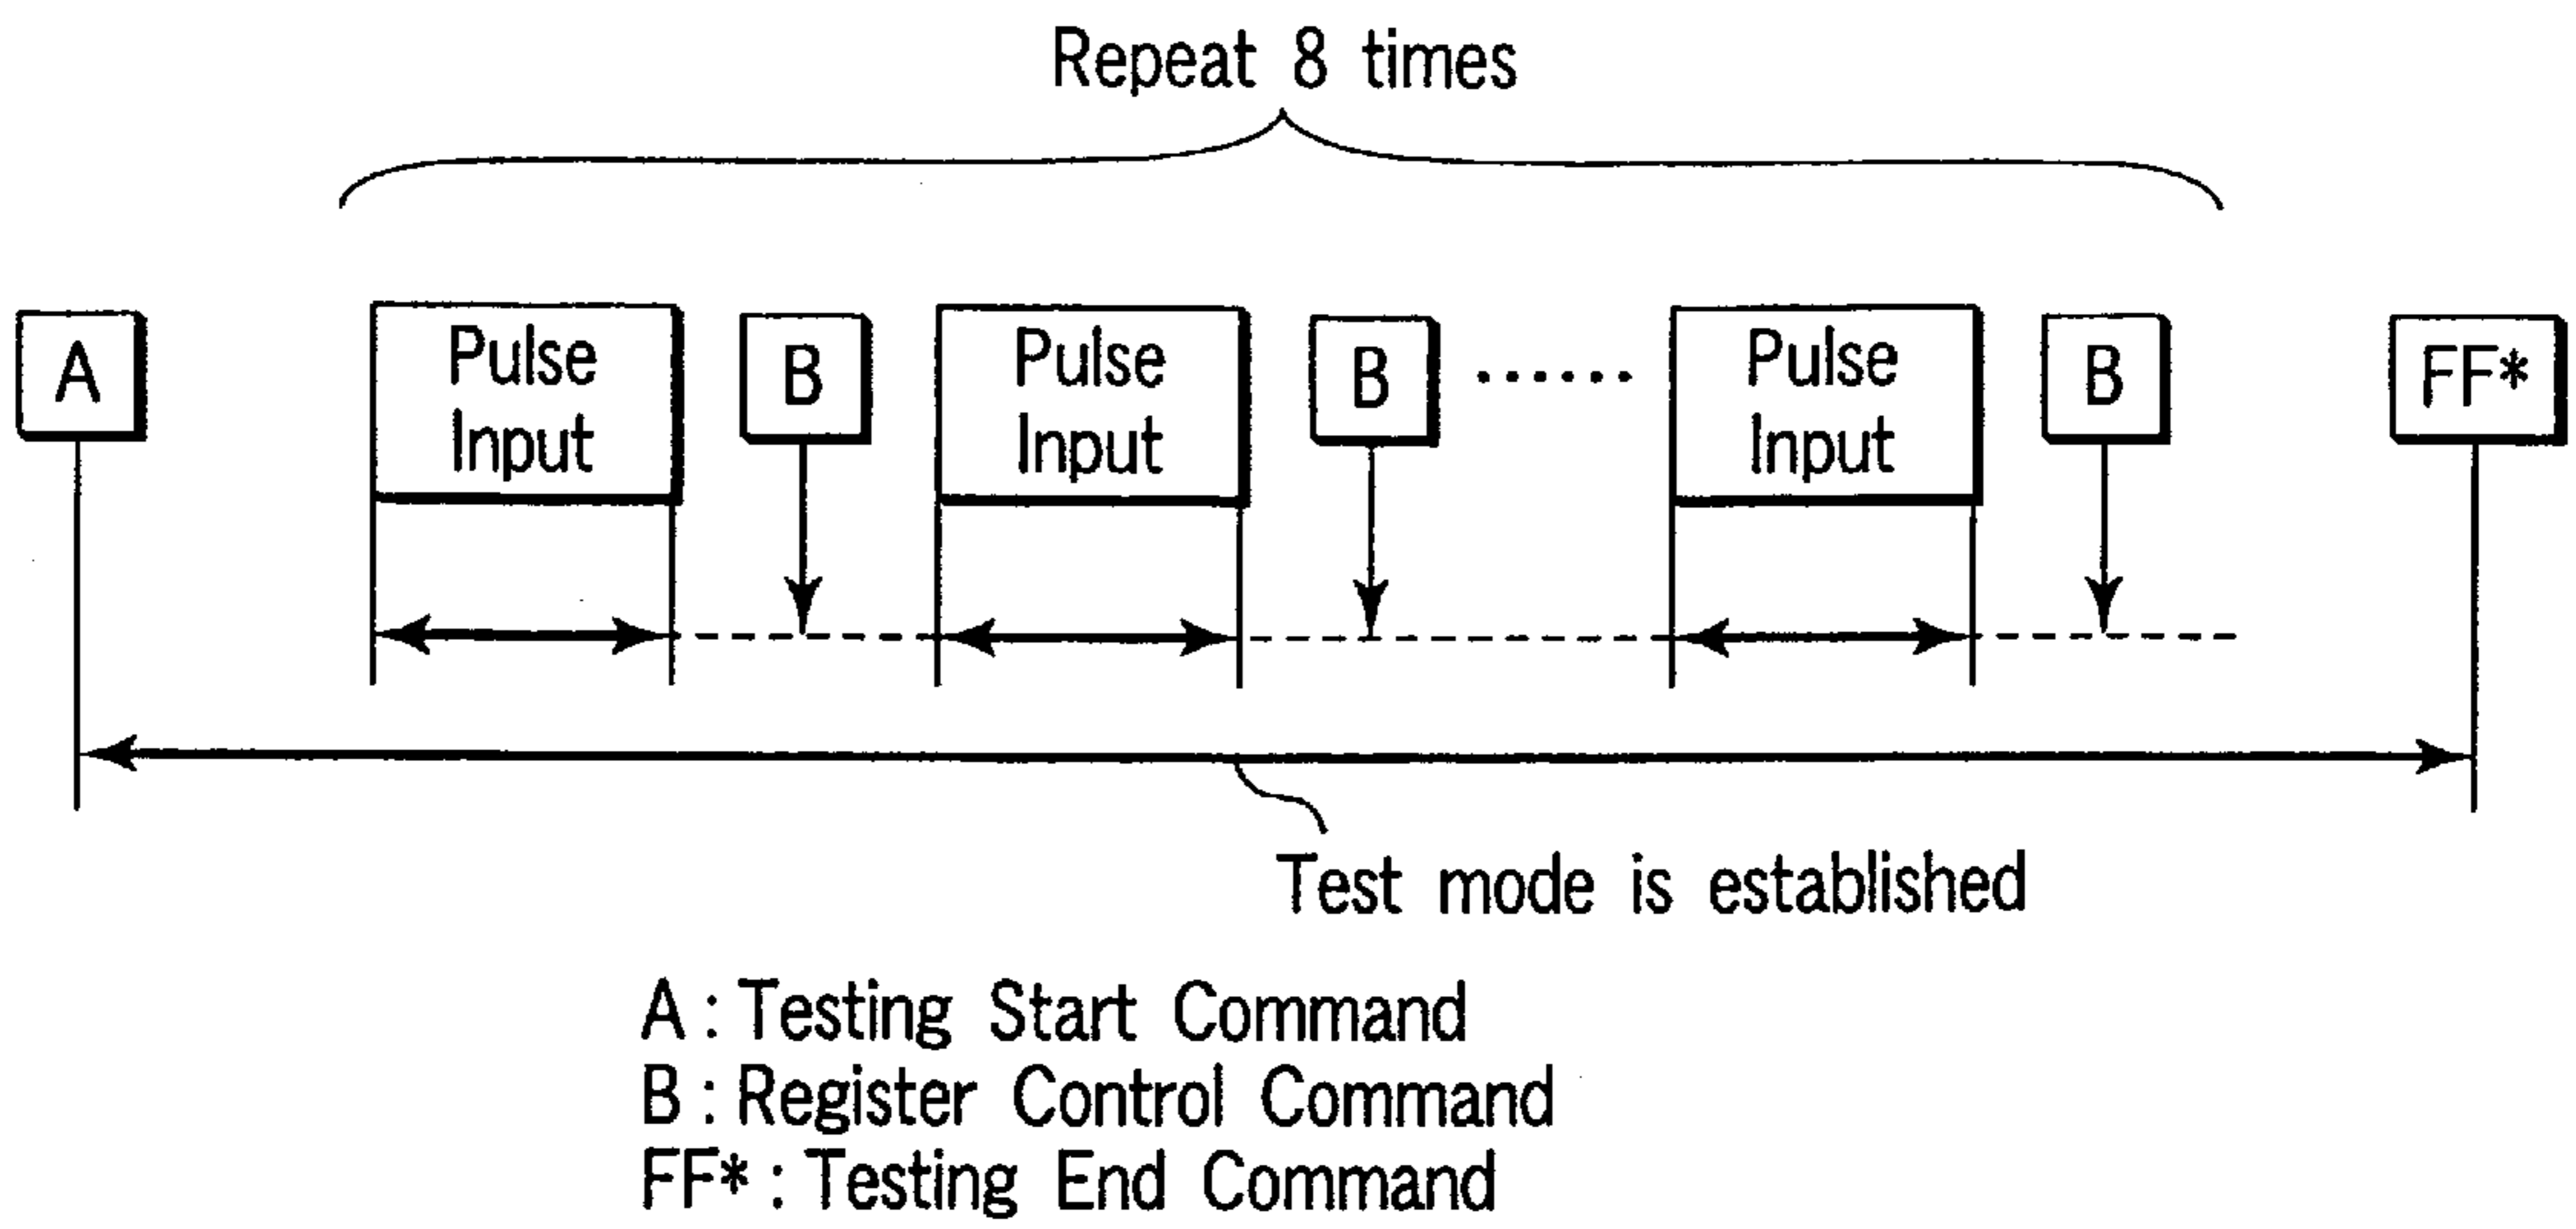 Repeat 8 times
A
Pulse
Input
B
Pulse
Input
B
......
Pulse
Input
B
FF*
Test mode is established
A : Testing Start Command
B : Register Control Command
FF* : Testing End Command